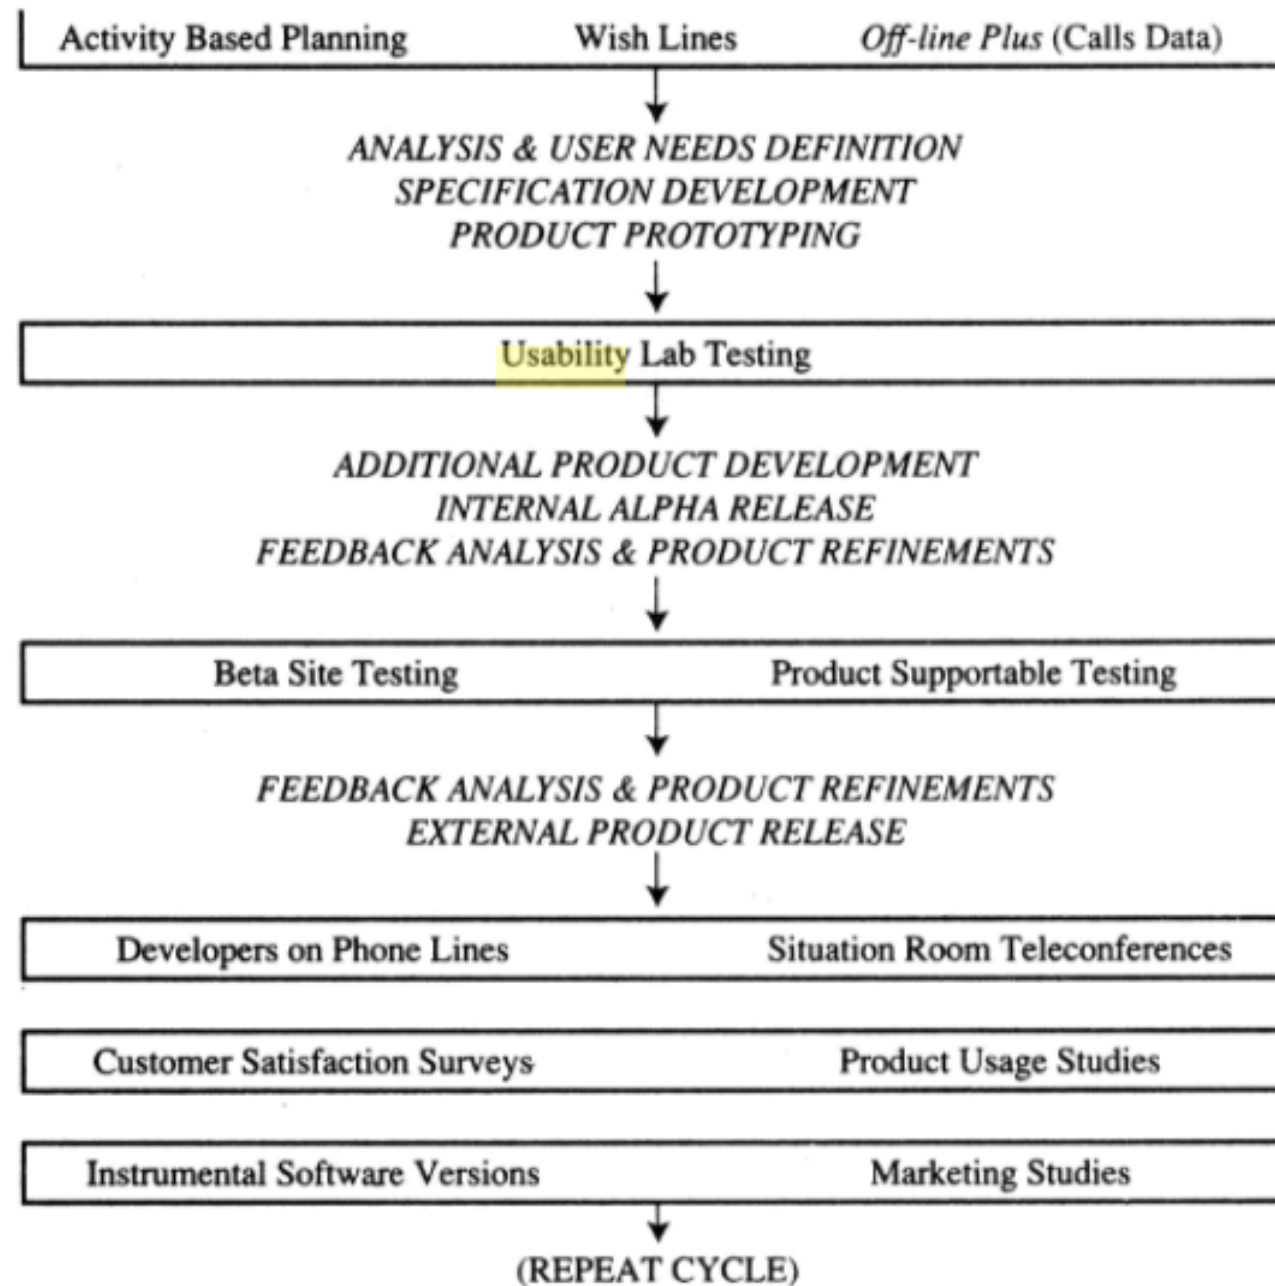 Activity Based Planning Wish Lines Off-line Plus (Calls Data)
ANALYSIS & USER NEEDS DEFINITION
SPECIFICATION DEVELOPMENT
PRODUCT PROTOTYPING
Usability Lab Testing
ADDITIONAL PRODUCT DEVELOPMENT
INTERNAL ALPHA RELEASE
FEEDBACK ANALYSIS & PRODUCT REFINEMENTS
Beta Site Testing Product Supportable Testing
FEEDBACK ANALYSIS & PRODUCT REFINEMENTS
EXTERNAL PRODUCT RELEASE
Developers on Phone Lines Situation Room Teleconferences
Customer Satisfaction Surveys Product Usage Studies
Instrumental Software Versions Marketing Studies
(REPEAT CYCLE)